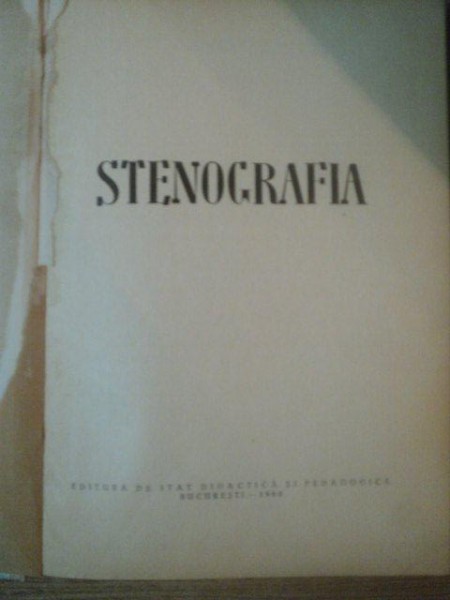 STENOGRAFIA
EDITURA DE STAT DIDACTICĂ ȘI PEDAGOGICĂ
BUCUREȘTI –